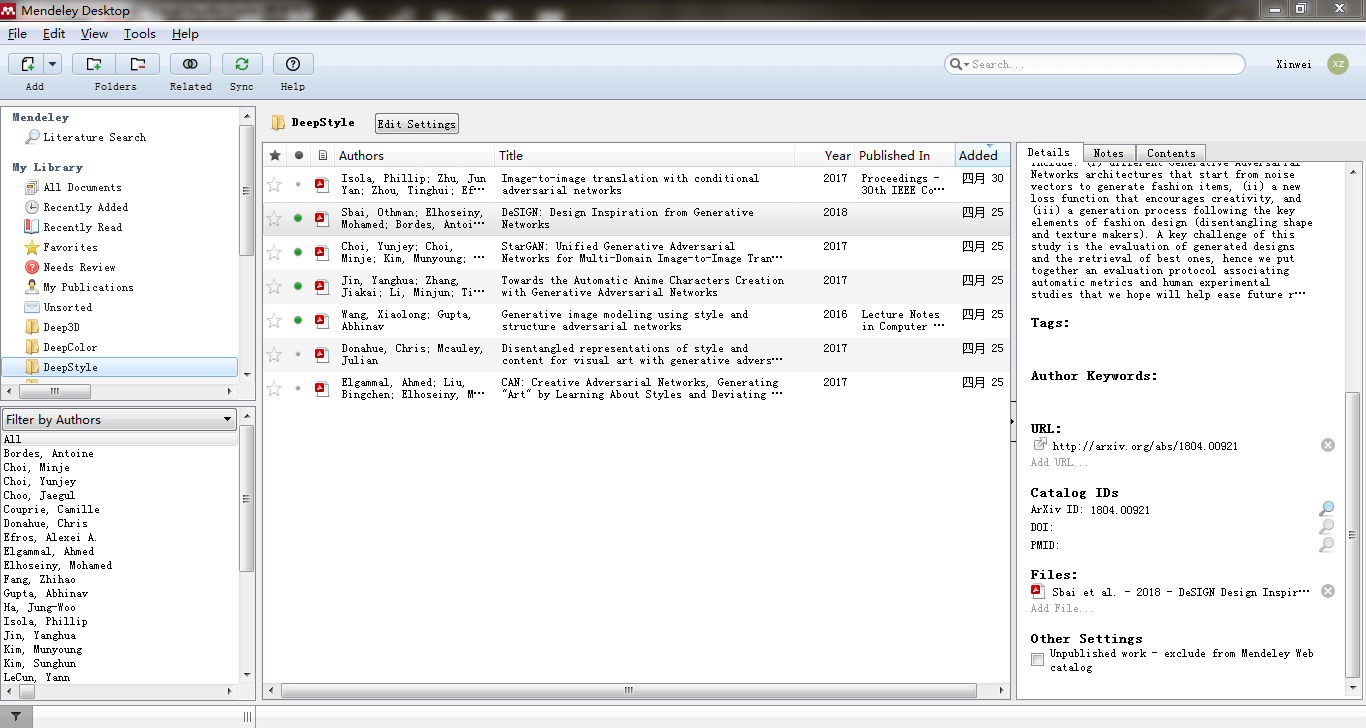 Mendeley Desktop
File Edit View Tools Help
Search...
Xinwei
XZ
Add Folders Related Sync Help
Mendeley
Literature Search
My Library
All Documents
Recently Added
Recently Read
Favorites
Needs Review
My Publications
Unsorted
Deep3D
DeepColor
DeepStyle
Filter by Authors
All
Bordes, Antoine
Choi, Minje
Choi, Yunjey
Choo, Jaegul
Couprie, Camille
Donahue, Chris
Efros, Alexei A.
Elgammal, Ahmed
Elhoseiny, Mohamed
Fang, Zhihao
Gupta, Abhinav
Ha, Jung-Woo
Isola, Phillip
Jin, Yanghua
Kim, Munyoung
Kim, Sunghun
LeCun, Yann
DeepStyle Edit Settings
Authors Title Year Published In Added
Isola, Phillip; Zhu, Jun Image-to-image translation with conditional 2017 Proceedings - 四月 30
Yan; Zhou, Tinghui; Ef… adversarial networks 30th IEEE Co…
Sbai, Othman; Elhoseiny, DeSIGN: Design Inspiration from Generative 2018 四月 25
Mohamed; Bordes, Antoi… Networks
Choi, Yunjey; Choi, StarGAN: Unified Generative Adversarial 2017 四月 25
Minje; Kim, Munyoung; … Networks for Multi-Domain Image-to-Image Tran…
Jin, Yanghua; Zhang, Towards the Automatic Anime Characters Creation 2017 四月 25
Jiakai; Li, Minjun; Ti… with Generative Adversarial Networks
Wang, Xiaolong; Gupta, Generative image modeling using style and 2016 Lecture Notes 四月 25
Abhinav structure adversarial networks in Computer …
Donahue, Chris; Mcauley, Disentangled representations of style and 2017 四月 25
Julian content for visual art with generative advers…
Elgammal, Ahmed; Liu, CAN: Creative Adversarial Networks, Generating 2017 四月 25
Bingchen; Elhoseiny, M… "Art" by Learning About Styles and Deviating …
Details Notes Contents
include: (i) different Generative Adversarial
Networks architectures that start from noise
vectors to generate fashion items, (ii) a new
loss function that encourages creativity, and
(iii) a generation process following the key
elements of fashion design (disentangling shape
and texture makers). A key challenge of this
study is the evaluation of generated designs
and the retrieval of best ones, hence we put
together an evaluation protocol associating
automatic metrics and human experimental
studies that we hope will help ease future r…
Tags:
Author Keywords:
URL:
http://arxiv.org/abs/1804.00921
Add URL...
Catalog IDs
ArXiv ID: 1804.00921
DOI:
PMID:
Files:
Sbai et al. - 2018 - DeSIGN Design Inspir…
Add File...
Other Settings
Unpublished work - exclude from Mendeley Web
catalog